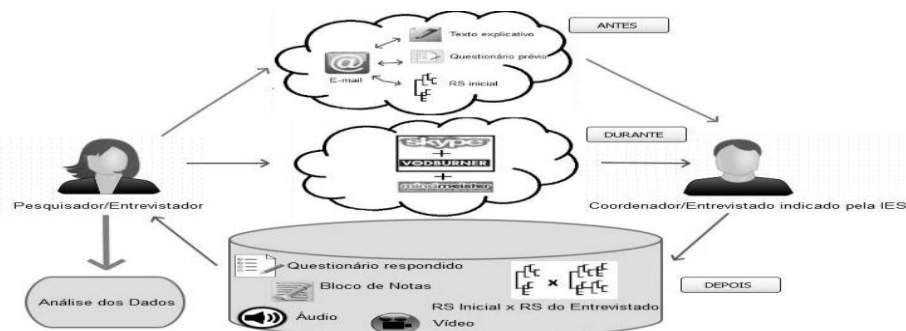 ANTES
Texto explicativo
Questionário prévio
@
E-mail
RS inicial
DURANTE
skype
+
VODBURNER
+
mindmeister
Pesquisador/Entrevistador
Coordenador/Entrevistado indicado pela IES
Questionário respondido
Bloco de Notas
x
DEPOIS
RS Inicial x RS do Entrevistado
Análise dos Dados
Áudio
Vídeo